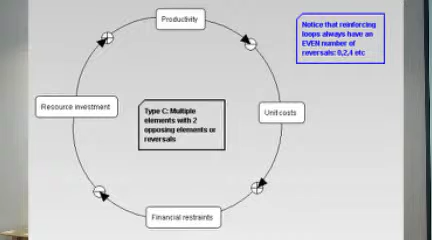 Productivity
Notice that reinforcing
loops always have an
EVEN number of
reversals: 0,2,4 etc
Resource investment
Type C: Multiple
elements with 2
opposing elements or
reversals
Unit costs
Financial restraints